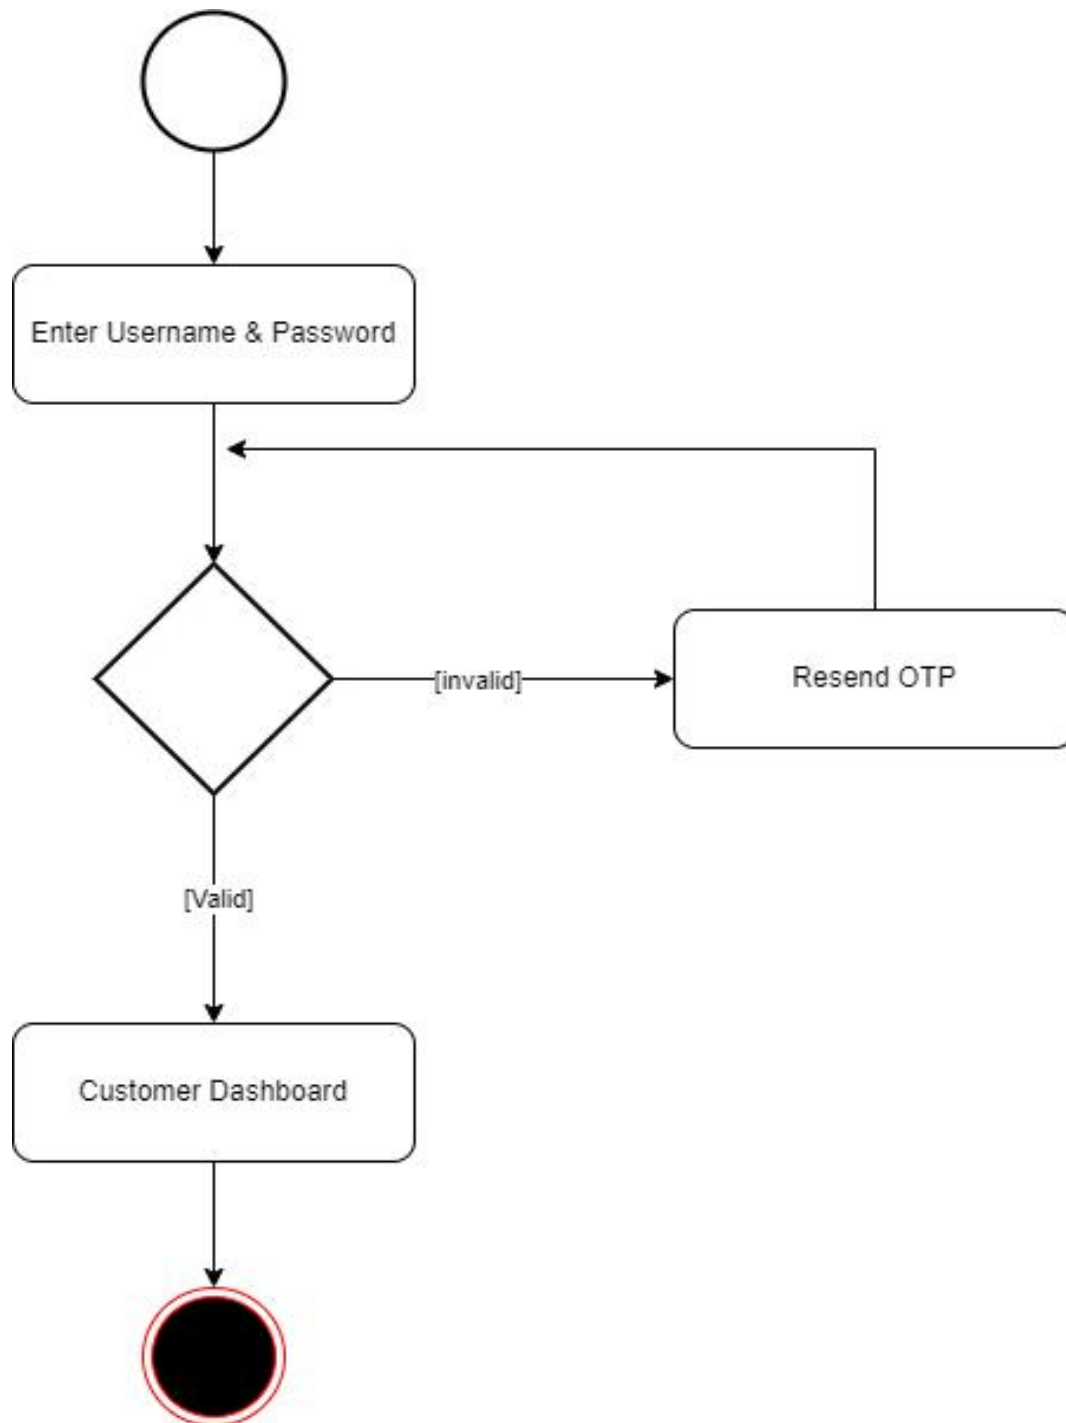 Enter Username & Password
[invalid]
Resend OTP
[Valid]
Customer Dashboard